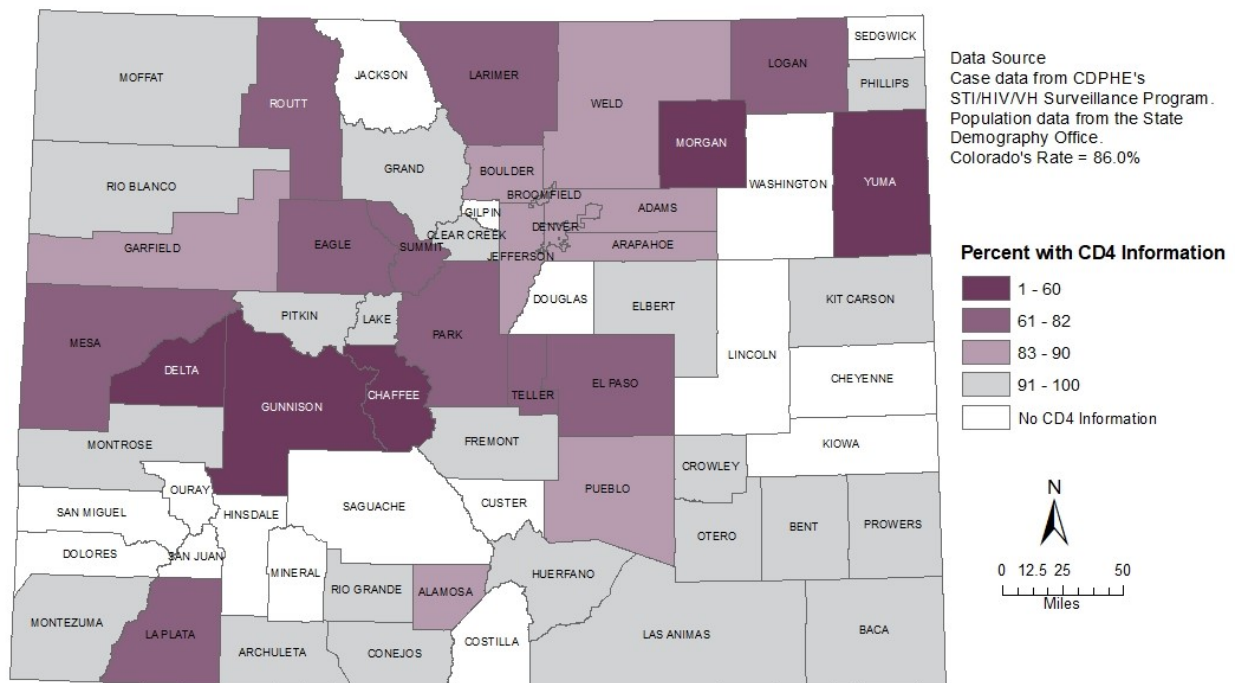 SEDGWICK
LOGAN
LARIMER
MOFFAT
JACKSON
PHILLIPS
ROUTT
WELD
MORGAN
GRAND
BOULDER
YUMA
WASHINGTON
RIO BLANCO
BROOMFIELD
GILPIN
ADAMS
DENVER
CLEAR CREEK
GARFIELD
EAGLE
SUMMIT
ARAPAHOE
JEFFERSON
DOUGLAS
ELBERT
KIT CARSON
PITKIN
LAKE
PARK
MESA
LINCOLN
DELTA
CHEYENNE
EL PASO
CHAFFEE
TELLER
GUNNISON
FREMONT
KIOWA
MONTROSE
CROWLEY
OURAY
PUEBLO
CUSTER
SAGUACHE
SAN MIGUEL
HINSDALE
BENT
PROWERS
OTERO
DOLORES
SAN JUAN
MINERAL
HUERFANO
RIO GRANDE
ALAMOSA
MONTEZUMA
LA PLATA
COSTILLA
LAS ANIMAS
BACA
ARCHULETA
CONEJOS
Data Source
Case data from CDPHE's
STI/HIV/VH Surveillance Program.
Population data from the State
Demography Office.
Colorado's Rate = 86.0%
Percent with CD4 Information
1 - 60
61 - 82
83 - 90
91 - 100
No CD4 Information
N
0 12.5 25 50
Miles